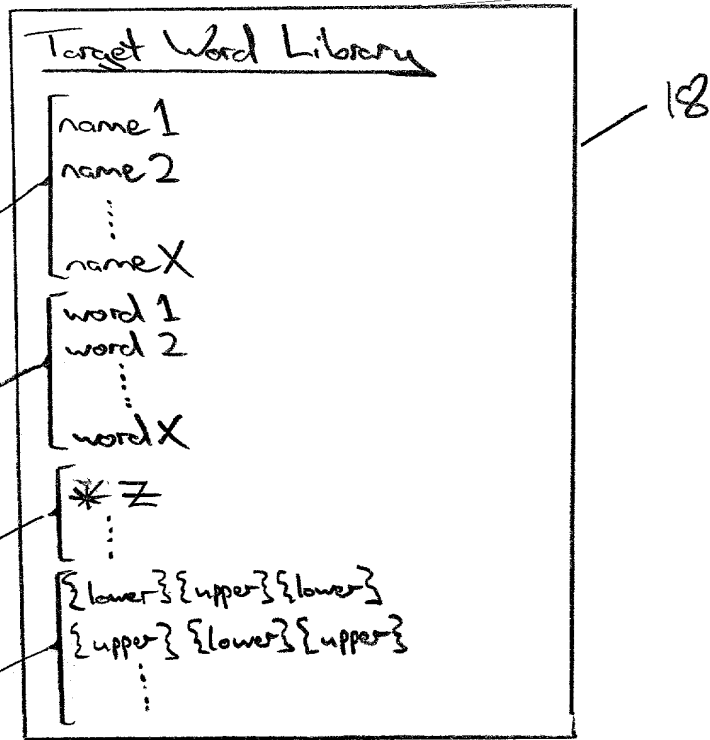 Target Word Library
18
name 1
name 2
name X
word 1
word 2
word X
* Z
{lower}{upper}{lower}
{upper}{lower}{upper}